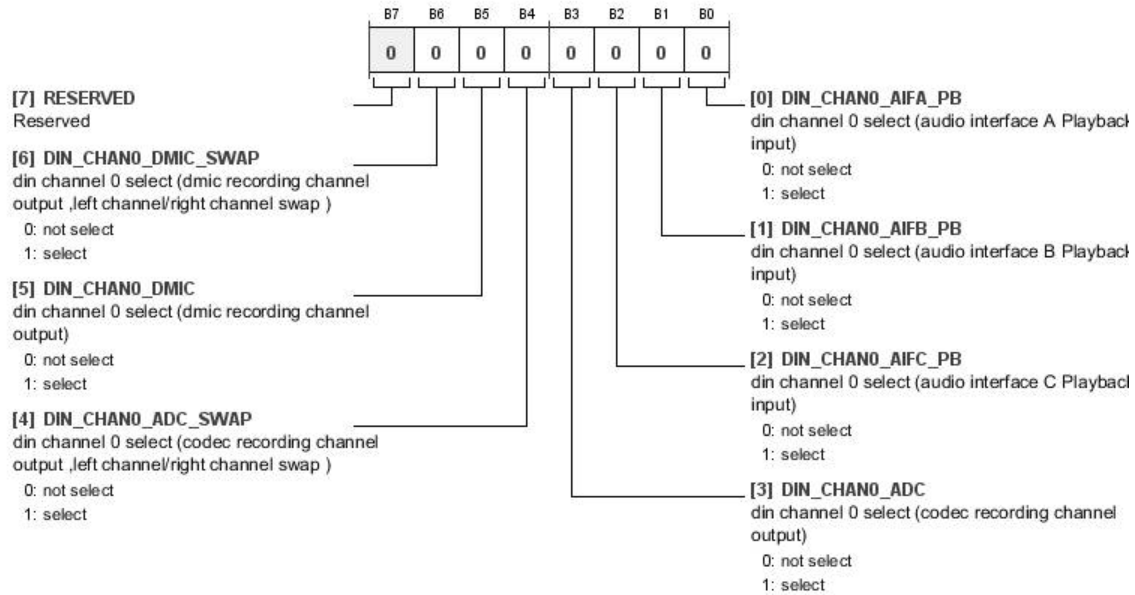 B7 B6 B5 B4 B3 B2 B1 B0
0 0 0 0 0 0 0 0
[7] RESERVED
Reserved
[6] DIN_CHAN0_DMIC_SWAP
din channel 0 select (dmic recording channel
output ,left channel/right channel swap )
0: not select
1: select
[5] DIN_CHAN0_DMIC
din channel 0 select (dmic recording channel
output)
0: not select
1: select
[4] DIN_CHAN0_ADC_SWAP
din channel 0 select (codec recording channel
output ,left channel/right channel swap )
0: not select
1: select
[0] DIN_CHAN0_AIFA_PB
din channel 0 select (audio interface A Playback
input)
0: not select
1: select
[1] DIN_CHAN0_AIFB_PB
din channel 0 select (audio interface B Playback
input)
0: not select
1: select
[2] DIN_CHAN0_AIFC_PB
din channel 0 select (audio interface C Playback
input)
0: not select
1: select
[3] DIN_CHAN0_ADC
din channel 0 select (codec recording channel
output)
0: not select
1: select